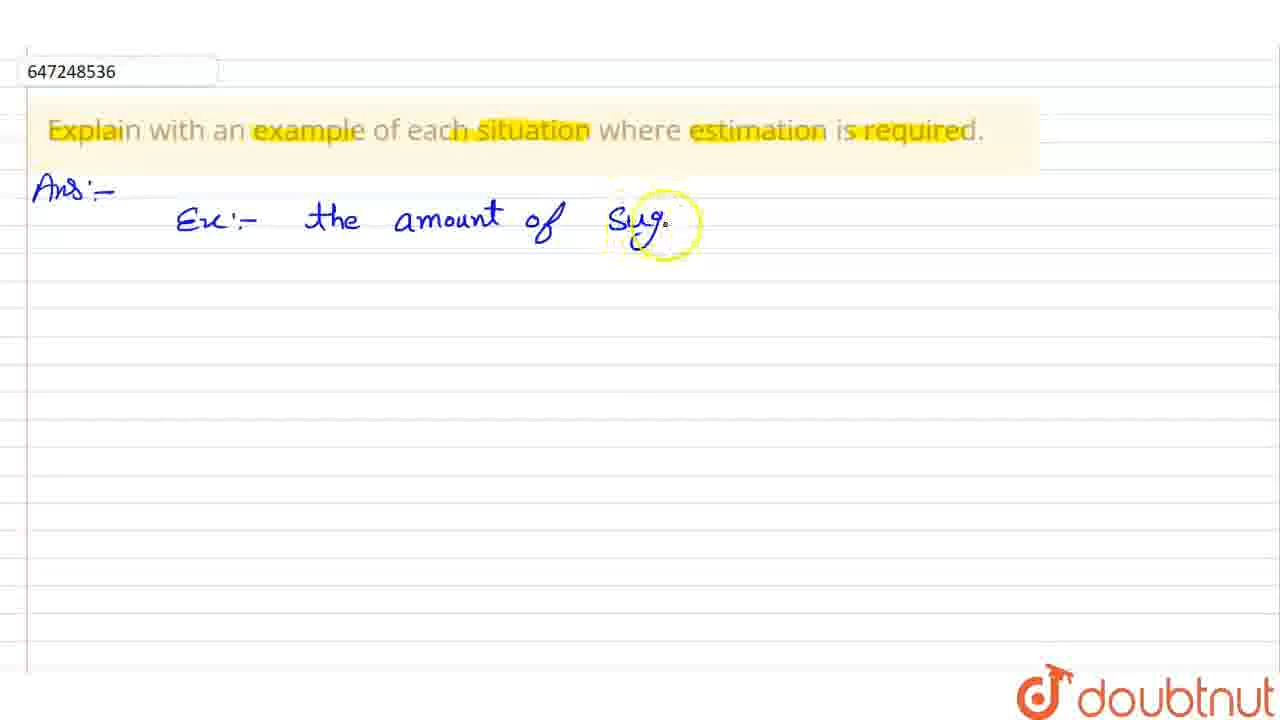 647248536
Explain with an example of each situation where estimation is required.
Ans:-
Ex:- the amount of Sug.
doubtnut